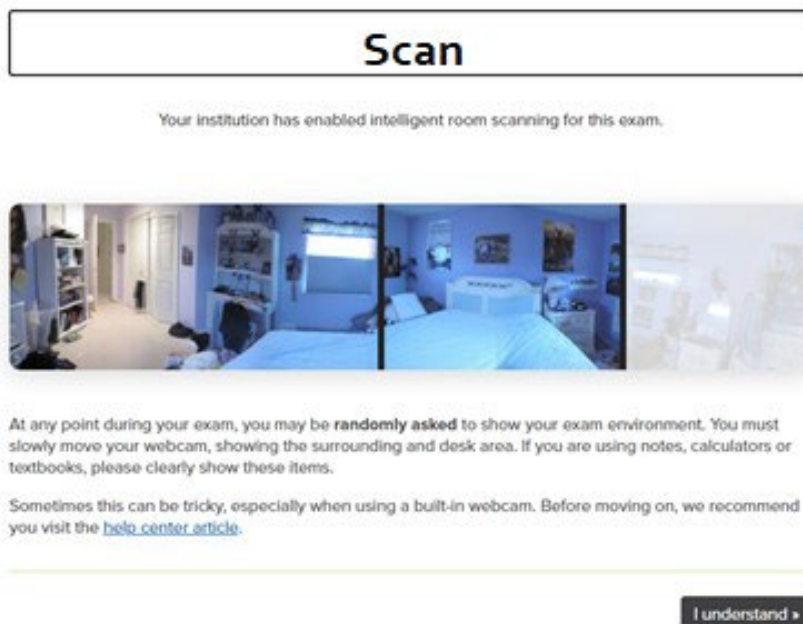 Scan
Your institution has enabled intelligent room scanning for this exam.
At any point during your exam, you may be randomly asked to show your exam environment. You must
slowly move your webcam, showing the surrounding and desk area. If you are using notes, calculators or
textbooks, please clearly show these items.
Sometimes this can be tricky, especially when using a built-in webcam. Before moving on, we recommend
you visit the help center article.
I understand »